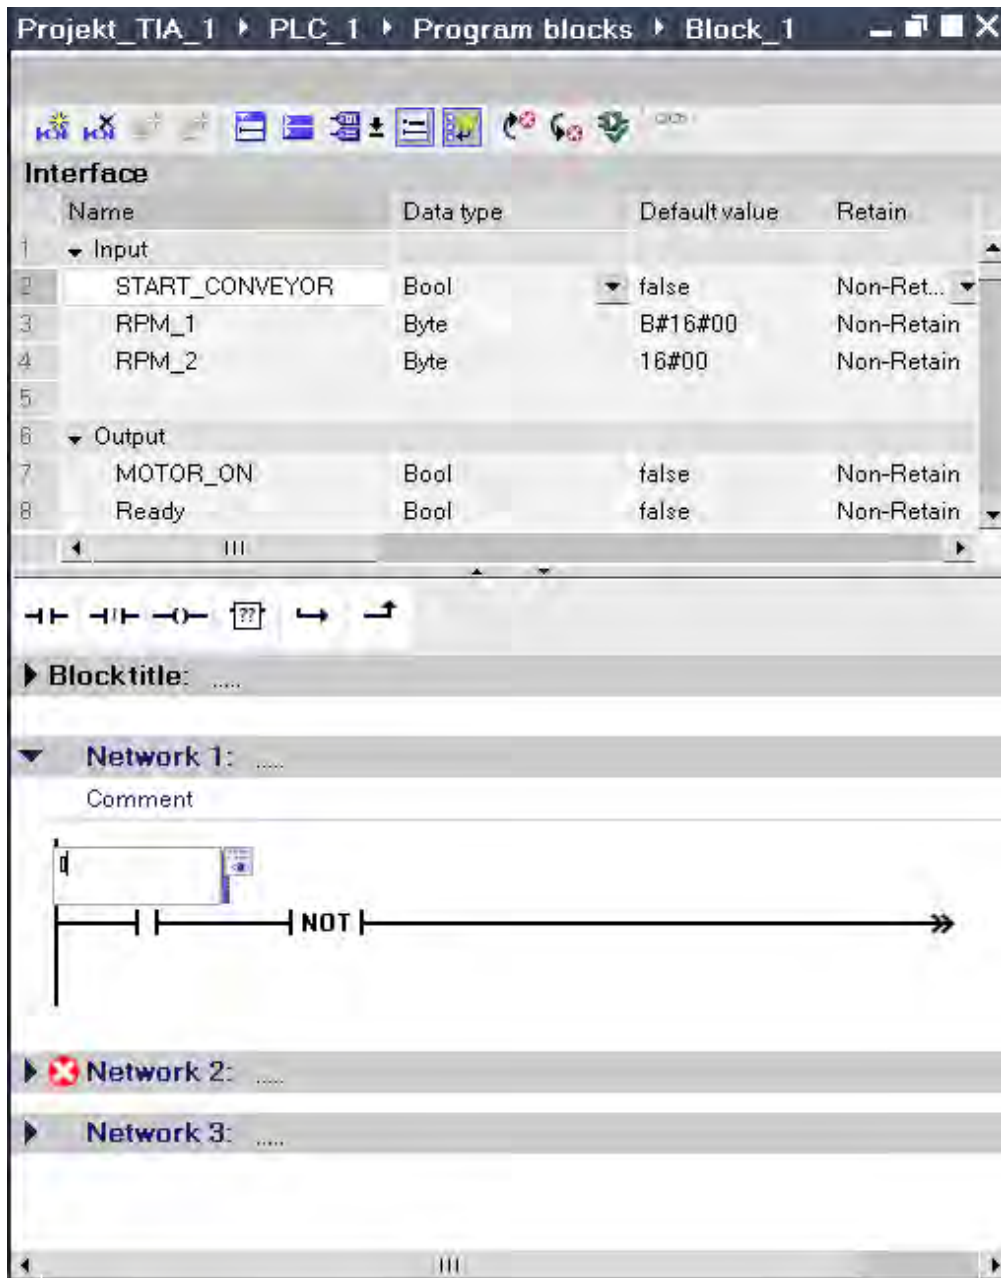 Projekt_TIA_1 ▸ PLC_1 ▸ Program blocks ▸ Block_1
Interface
Name Data type Default value Retain
1 Input
2 START_CONVEYOR Bool false Non-Ret...
3 RPM_1 Byte B#16#00 Non-Retain
4 RPM_2 Byte 16#00 Non-Retain
5
6 Output
7 MOTOR_ON Bool false Non-Retain
8 Ready Bool false Non-Retain
??
Blocktitle: .....
Network 1: .....
Comment
NOT
Network 2: .....
Network 3: .....